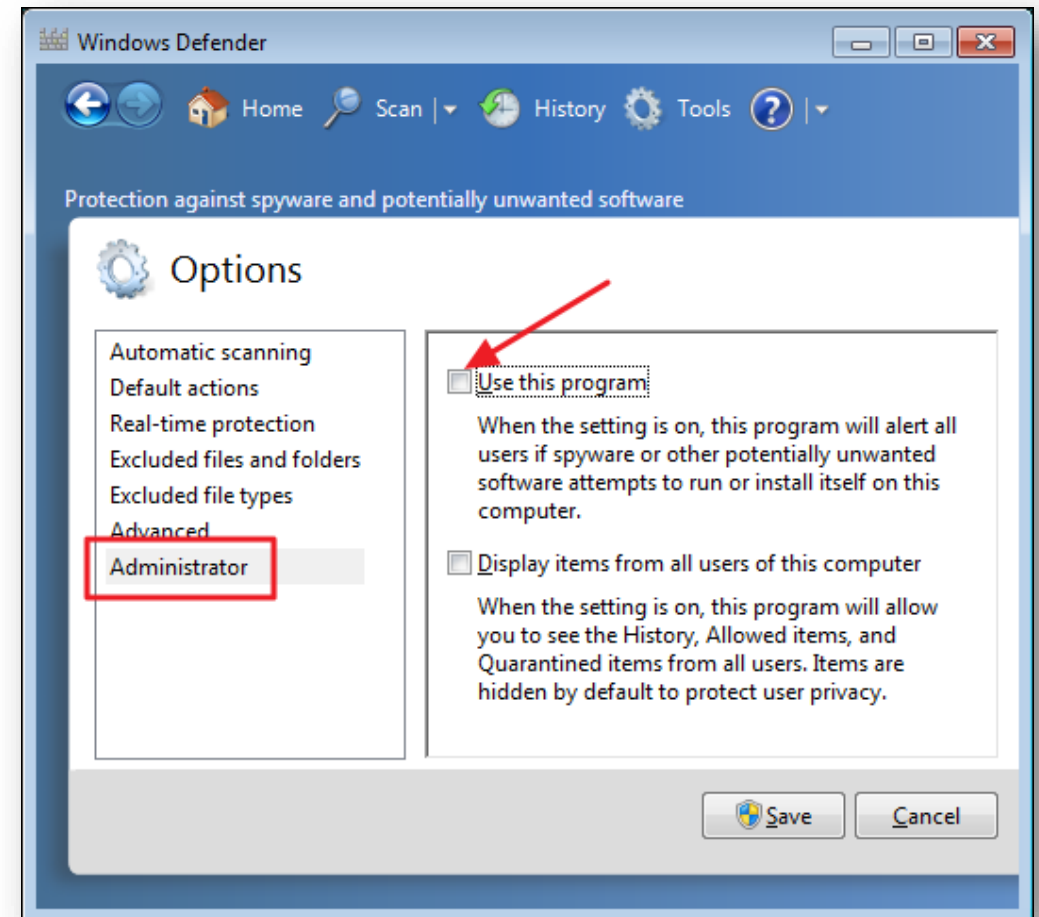 Windows Defender
Home Scan History Tools
Protection against spyware and potentially unwanted software
Options
Automatic scanning
Default actions
Real-time protection
Excluded files and folders
Excluded file types
Advanced
Administrator
Use this program
When the setting is on, this program will alert all
users if spyware or other potentially unwanted
software attempts to run or install itself on this
computer.
Display items from all users of this computer
When the setting is on, this program will allow
you to see the History, Allowed items, and
Quarantined items from all users. Items are
hidden by default to protect user privacy.
Save Cancel